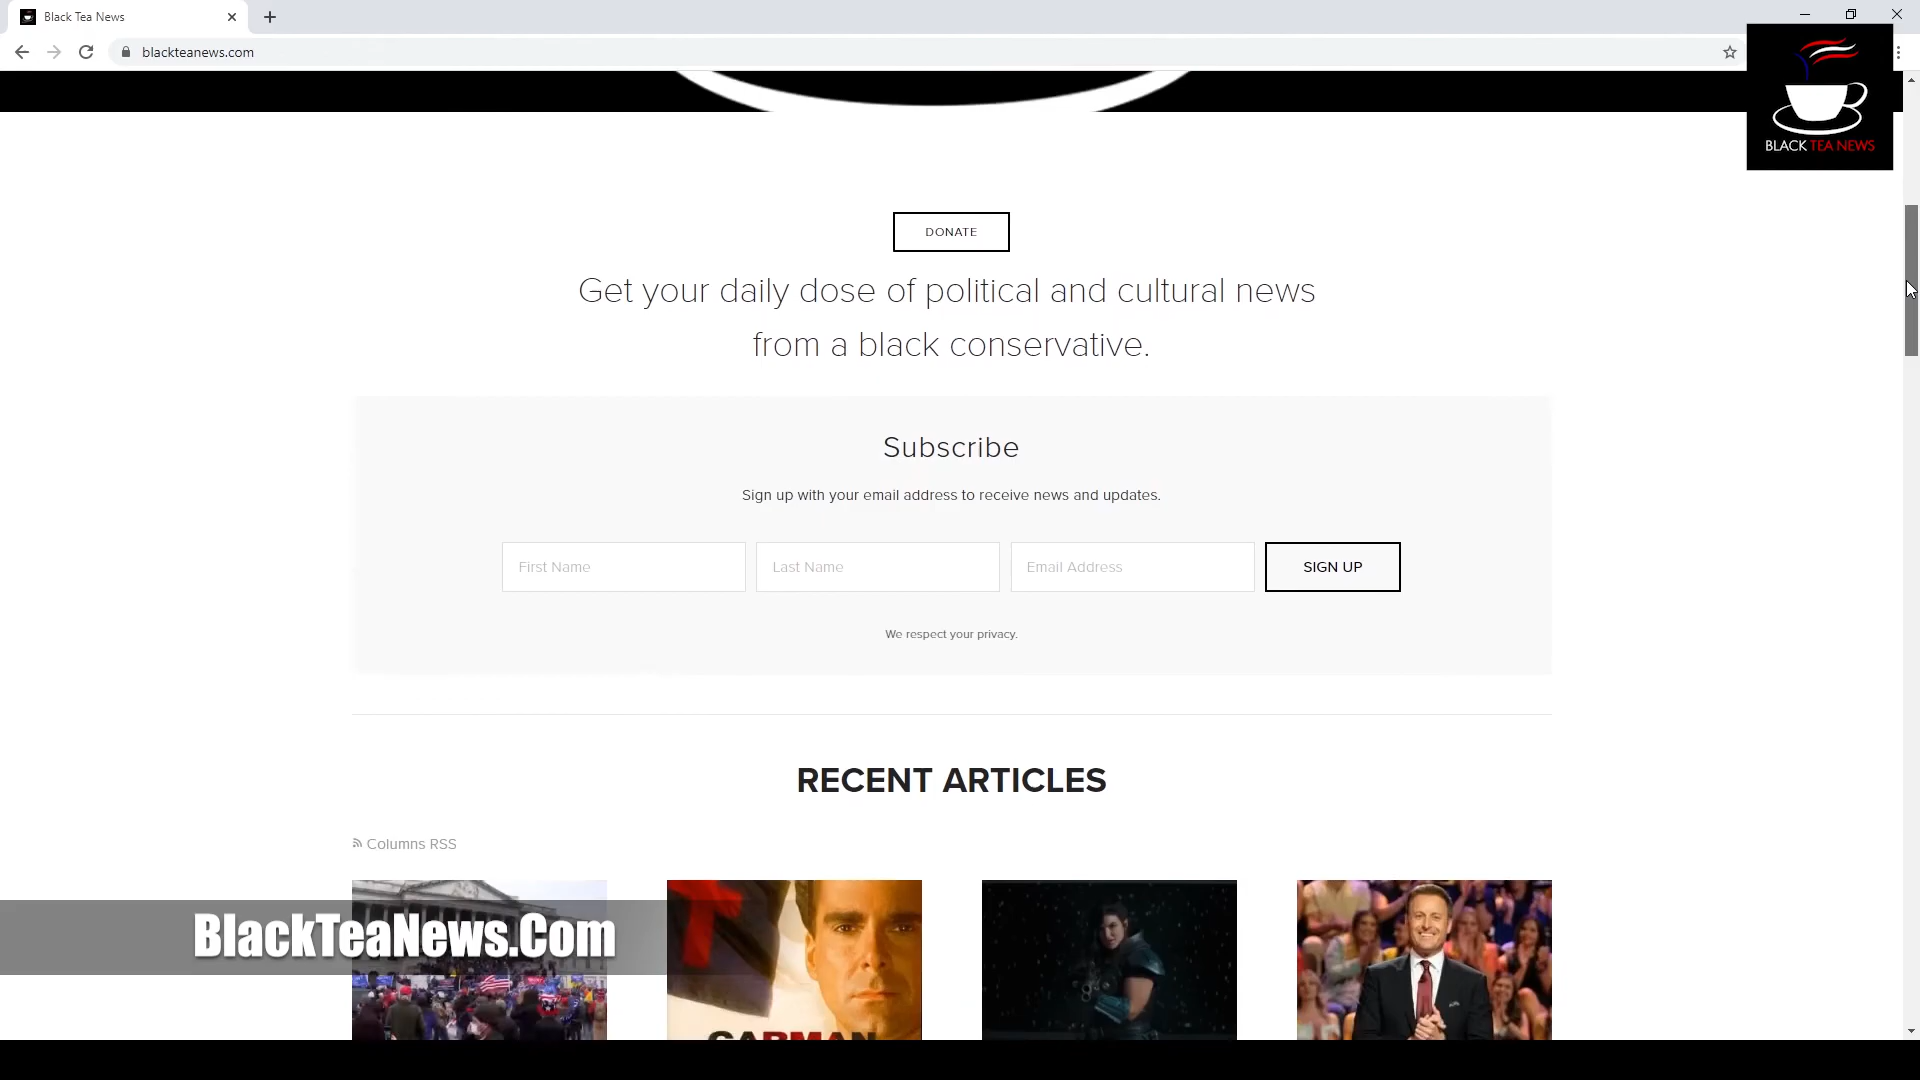 Black Tea News
blackteanews.com
BLACK TEA NEWS
DONATE
Get your daily dose of political and cultural news
from a black conservative.
Subscribe
Sign up with your email address to receive news and updates.
First Name
Last Name
Email Address
SIGN UP
We respect your privacy.
RECENT ARTICLES
Columns RSS
BlackTeaNews.Com
CARMAN